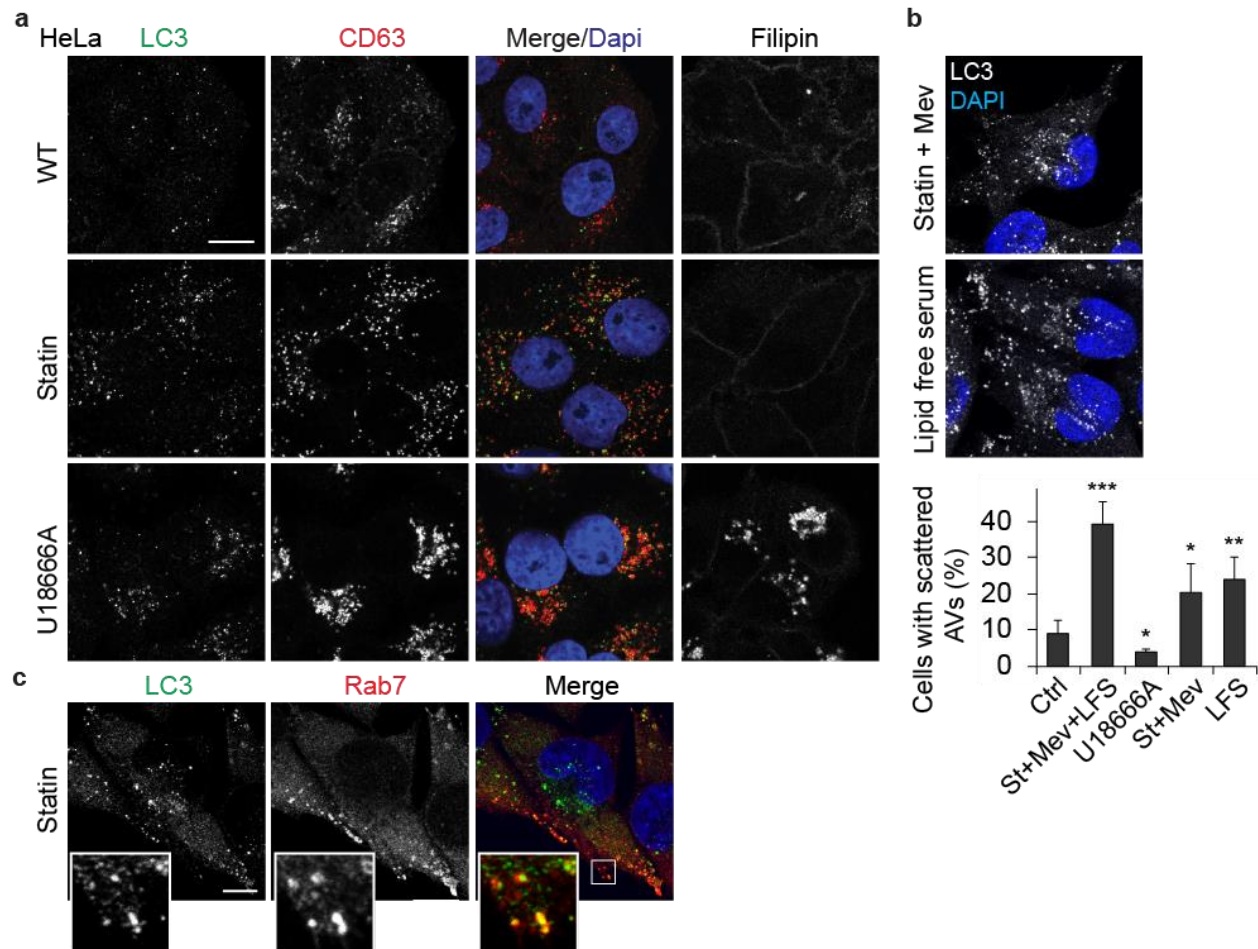 a
HeLa LC3 CD63 Merge/Dapi Filipin
WT
Statin
U18666A
b
LC3
DAPI
Statin + Mev
Lipid free serum
Cells with scattered
AVs (%)
40
30
20
10
0
***
*
*
**
Ctrl
St+Mev+LFS
U18666A
St+Mev
LFS
c
LC3 Rab7 Merge
Statin